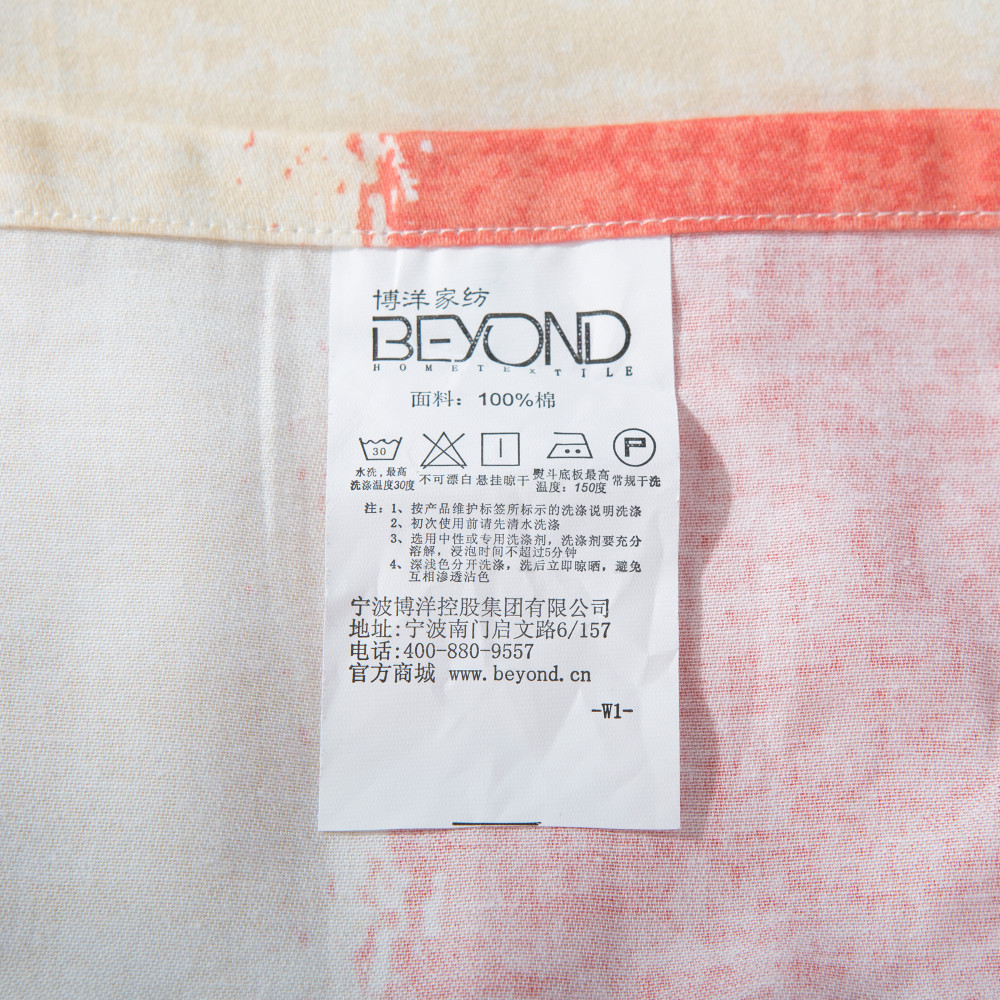 博洋家纺
BEYOND
HOMETEXTILE
面料：100%棉
30
P
水洗，最高
洗涤温度30度
不可漂白
悬挂晾干
熨斗底板最高
温度：150度
常规干洗
注：1、按产品维护标签所标示的洗涤说明洗涤
2、初次使用前请先清水洗涤
3、选用中性或专用洗涤剂，洗涤剂要充分
溶解，浸泡时间不超过5分钟
4、深浅色分开洗涤，洗后立即晾晒，避免
互相渗透沾色
宁波博洋控股集团有限公司
地址:宁波南门启文路6/157
电话:400-880-9557
官方商城 www.beyond.cn
-W1-